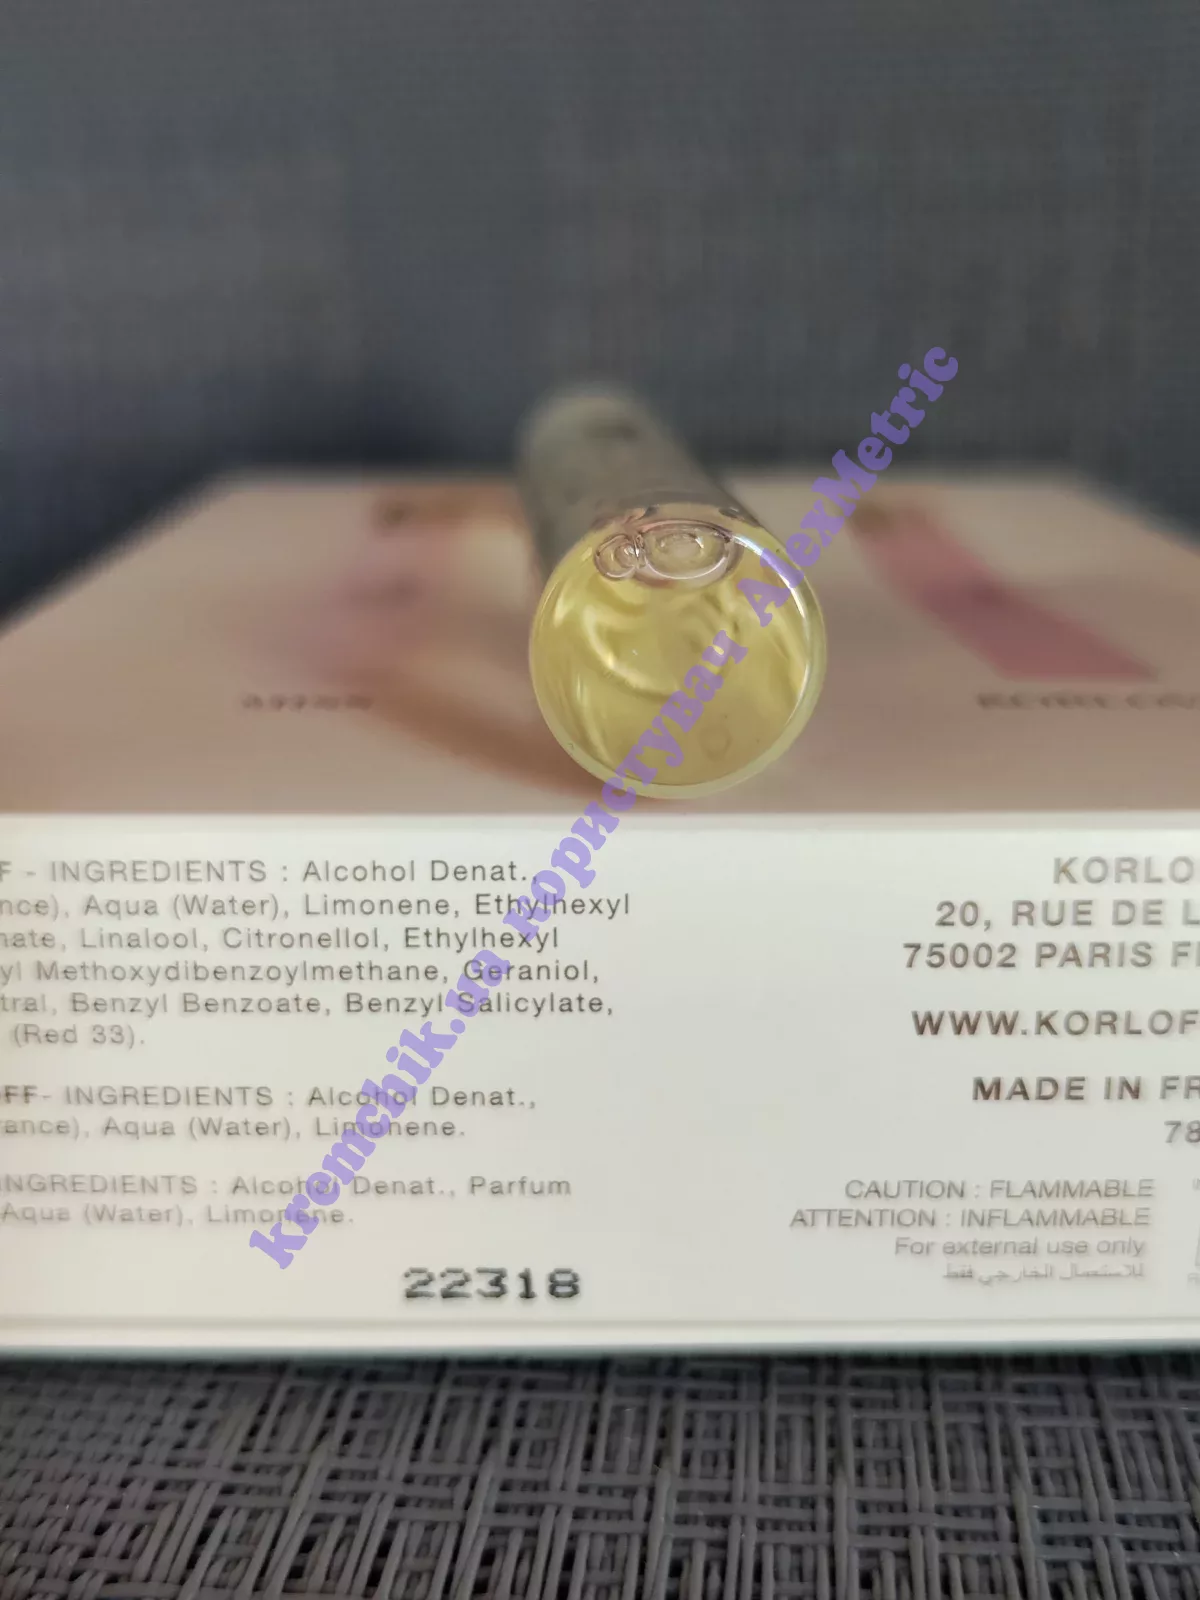 F - INGREDIENTS : Alcohol Denat.,
nce), Aqua (Water), Limonene, Ethylhexyl
nate, Linalool, Citronellol, Ethylhexyl
yl Methoxydibenzoylmethane, Geraniol,
tral, Benzyl Benzoate, Benzyl Salicylate,
(Red 33).
FF- INGREDIENTS : Alcohol Denat.,
rance), Aqua (Water), Limonene.
INGREDIENTS : Alcohol Denat., Parfum
Aqua (Water), Limonene.
22318
KORLO
20, RUE DE L
75002 PARIS F
WWW.KORLOF
MADE IN FR
78
CAUTION : FLAMMABLE
ATTENTION : INFLAMMABLE
For external use only
للاستعمال الخارجي فقط
kremchik.ua користувач AlexMetric